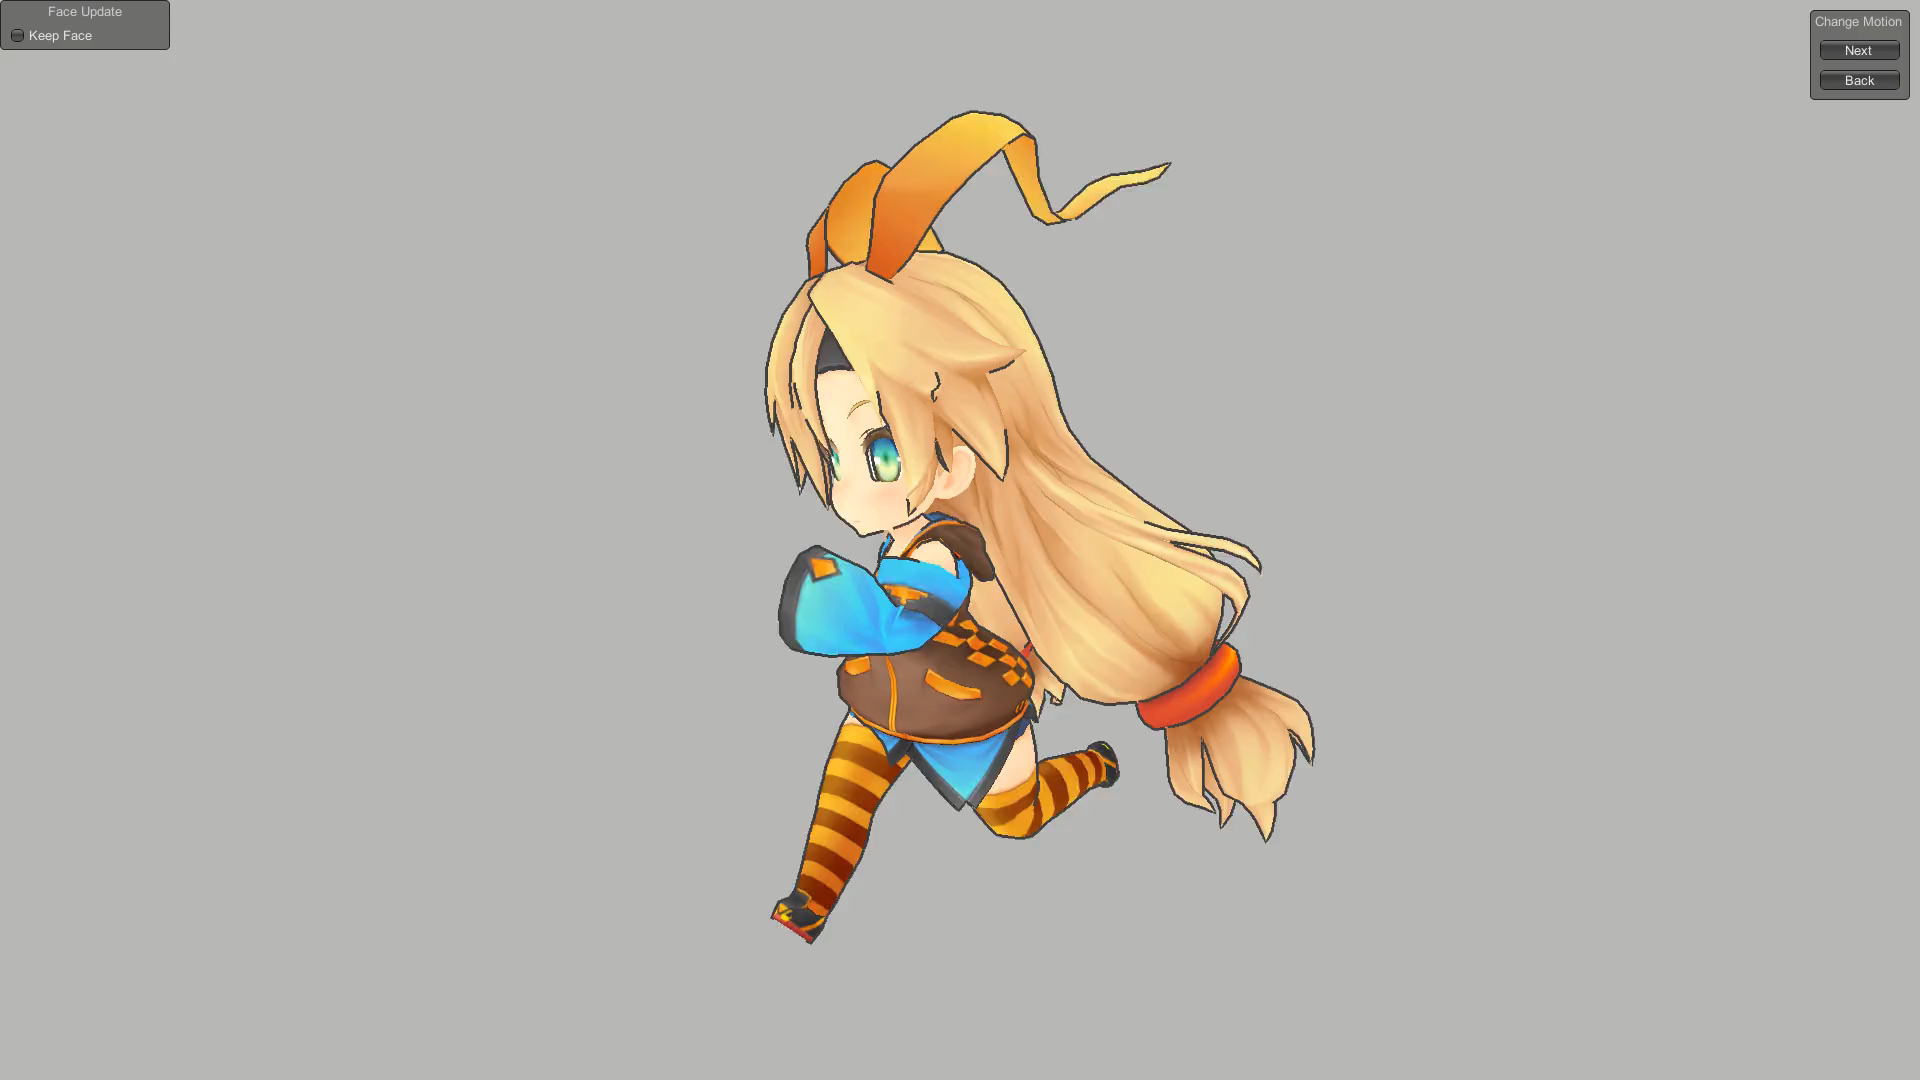 Face Update
Keep Face
Change Motion
Next
Back